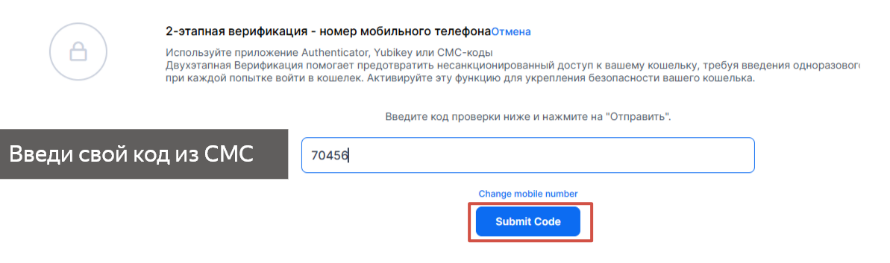 2-этапная верификация - номер мобильного телефонаОтмена
Используйте приложение Authenticator, Yubikey или СМС-коды
Двухэтапная Верификация помогает предотвратить несанкционированный доступ к вашему кошельку, требуя введения одноразовог
при каждой попытке войти в кошелек. Активируйте эту функцию для укрепления безопасности вашего кошелька.
Введите код проверки ниже и нажмите на "Отправить".
Введи свой код из СМС
70456
Change mobile number
Submit Code